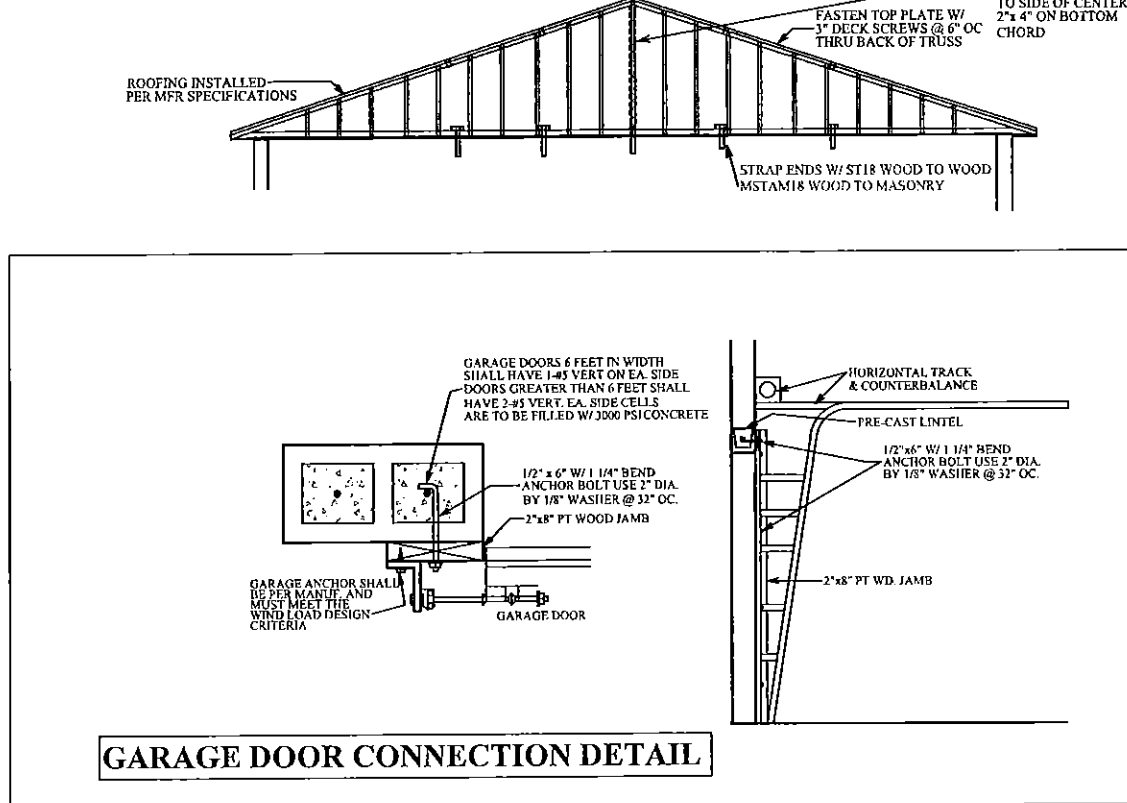 TO SIDE OF CENTER
2"x 4" ON BOTTOM
CHORD
FASTEN TOP PLATE W/
3" DECK SCREWS @ 6" OC
THRU BACK OF TRUSS
ROOFING INSTALLED
PER MFR SPECIFICATIONS
STRAP ENDS W/ ST18 WOOD TO WOOD
MSTAM18 WOOD TO MASONRY
GARAGE DOORS 6 FEET IN WIDTH
SHALL HAVE 1-#5 VERT ON EA. SIDE
DOORS GREATER THAN 6 FEET SHALL
HAVE 2-#5 VERT. EA. SIDE CELLS
ARE TO BE FILLED W/ 3000 PSI CONCRETE
1/2" x 6" W/ 1 1/4" BEND
ANCHOR BOLT USE 2" DIA.
BY 1/8" WASHER @ 32" OC.
2"x8" PT WOOD JAMB
GARAGE ANCHOR SHALL
BE PER MANUF. AND
MUST MEET THE
WIND LOAD DESIGN
CRITERIA
GARAGE DOOR
HORIZONTAL TRACK
& COUNTERBALANCE
PRE-CAST LINTEL
1/2"x6" W/ 1 1/4" BEND
ANCHOR BOLT USE 2" DIA.
BY 1/8" WASHER @ 32" OC.
2"x8" PT WD. JAMB
GARAGE DOOR CONNECTION DETAIL